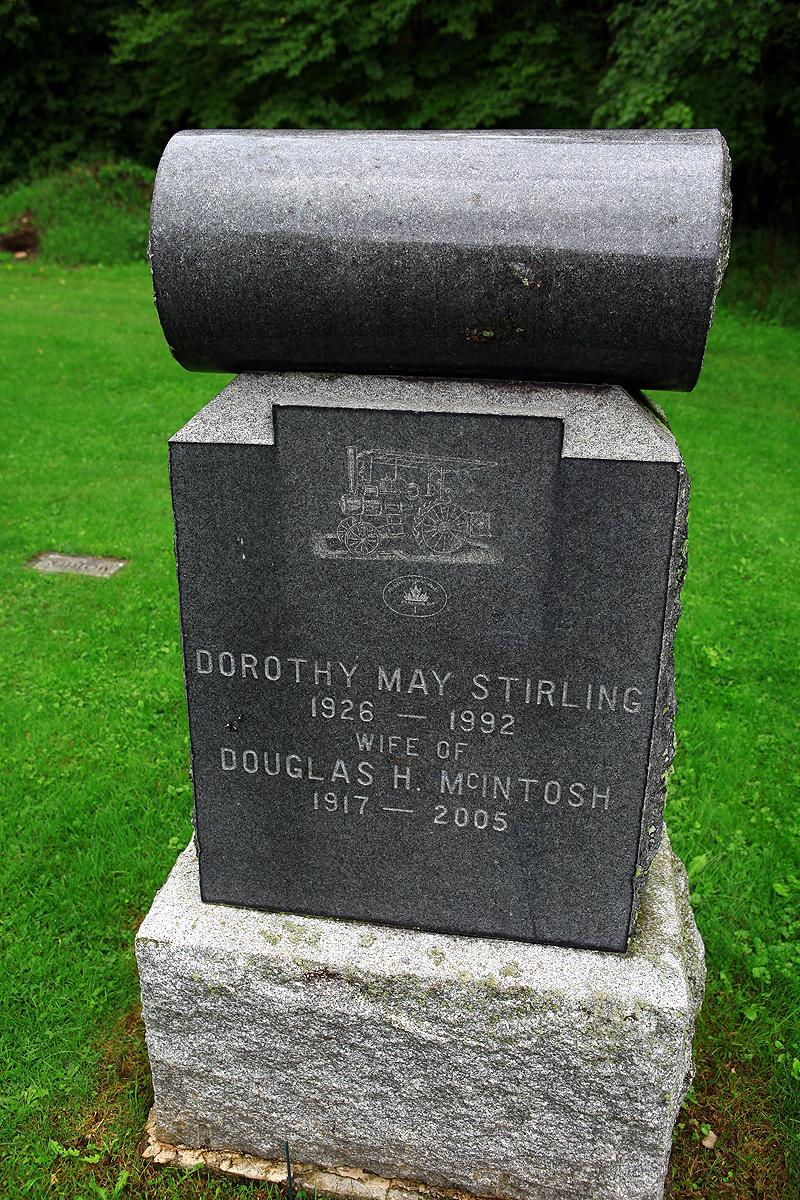 DOROTHY MAY STIRLING
1926 — 1992
WIFE OF
DOUGLAS H. McINTOSH
1917 — 2005